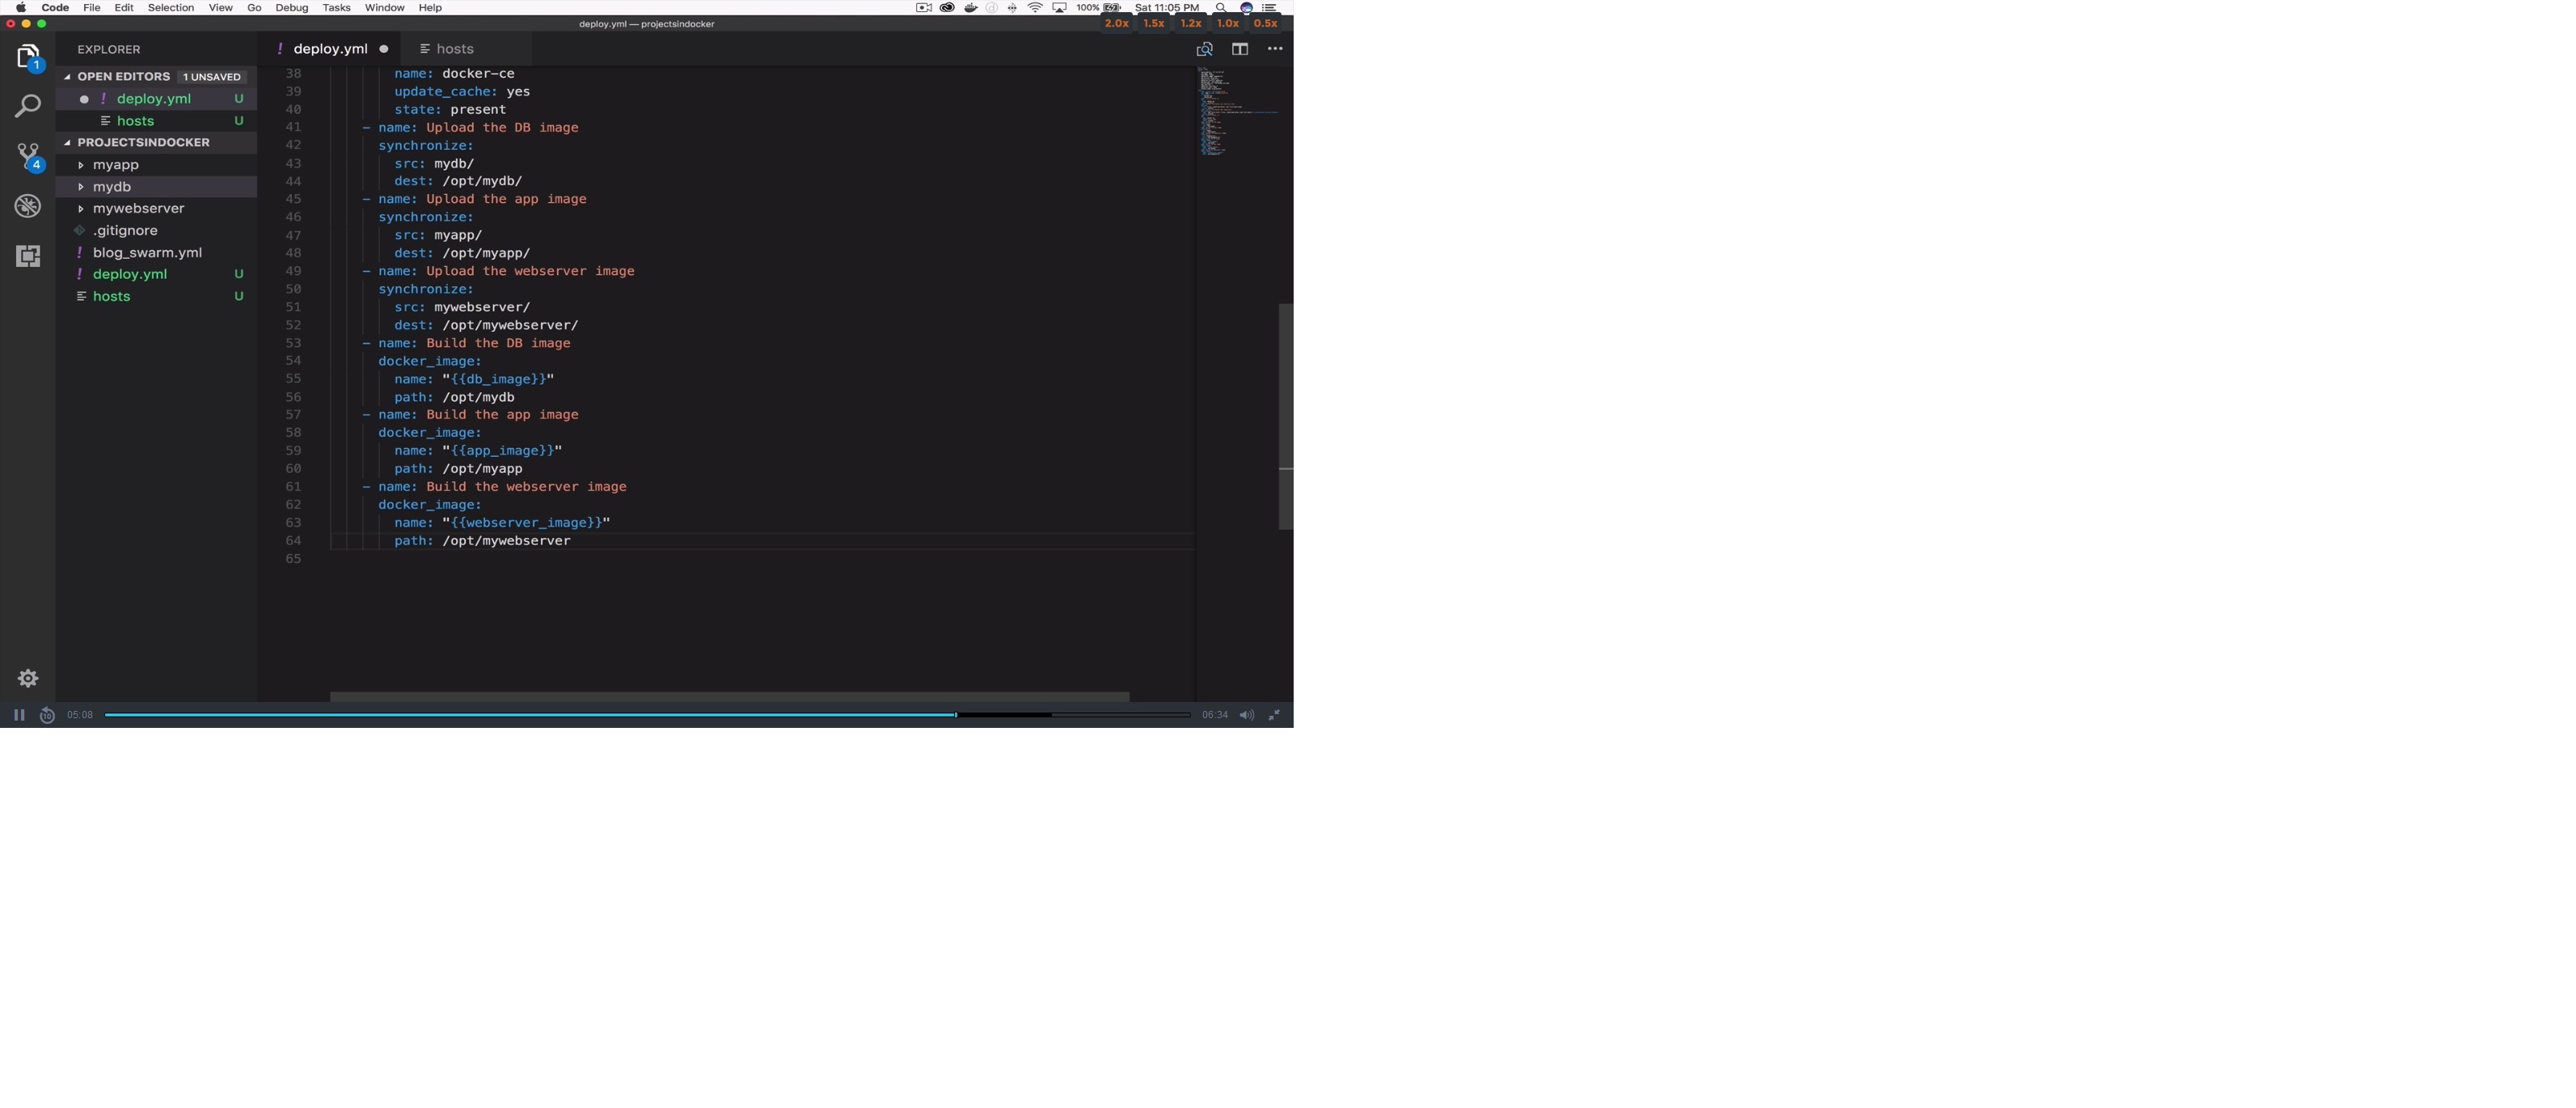 Code File Edit Selection View Go Debug Tasks Window Help 100% Sat 11:05 PM
deploy.yml — projectsindocker
2.0x 1.5x 1.2x 1.0x 0.5x
EXPLORER
OPEN EDITORS 1 UNSAVED
deploy.yml U
hosts U
PROJECTSINDOCKER
myapp
mydb
mywebserver
.gitignore
blog_swarm.yml
deploy.yml U
hosts U
1
4
deploy.yml hosts
38 name: docker-ce
39 update_cache: yes
40 state: present
41 - name: Upload the DB image
42 synchronize:
43 src: mydb/
44 dest: /opt/mydb/
45 - name: Upload the app image
46 synchronize:
47 src: myapp/
48 dest: /opt/myapp/
49 - name: Upload the webserver image
50 synchronize:
51 src: mywebserver/
52 dest: /opt/mywebserver/
53 - name: Build the DB image
54 docker_image:
55 name: "{{db_image}}"
56 path: /opt/mydb
57 - name: Build the app image
58 docker_image:
59 name: "{{app_image}}"
60 path: /opt/myapp
61 - name: Build the webserver image
62 docker_image:
63 name: "{{webserver_image}}"
64 path: /opt/mywebserver
65
10 05:08 06:34